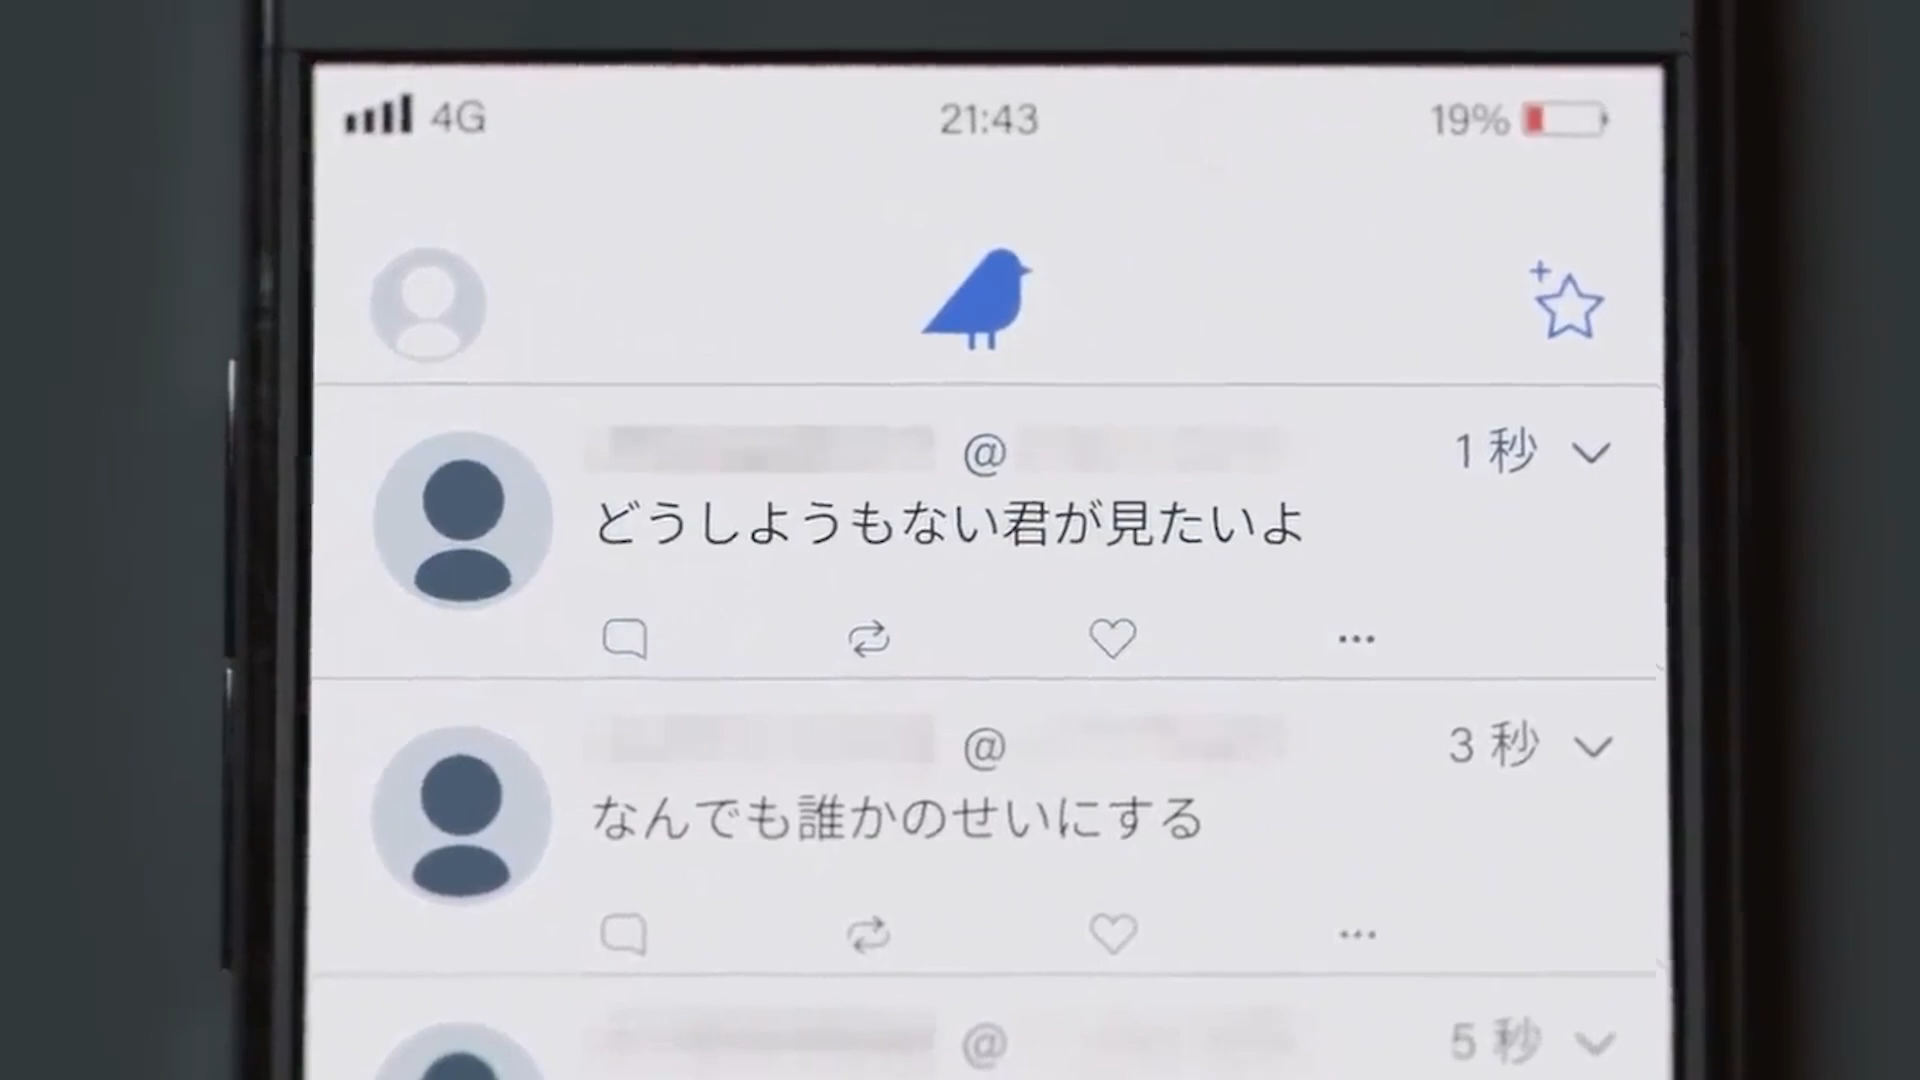 4G 21:43 19%
@ 1 秒
どうしようもない君が見たいよ
@ 3 秒
なんでも誰かのせいにする
@ 5 秒